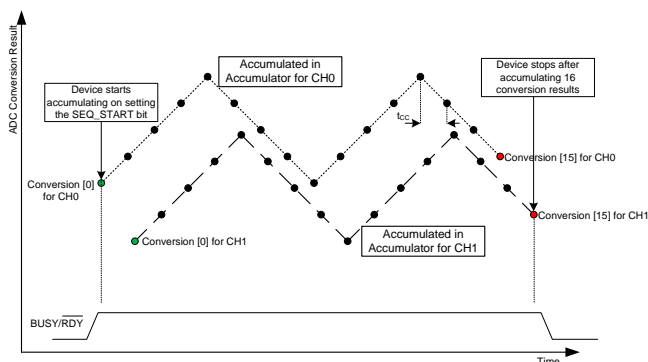 ADC Conversion Result
Accumulated in
Accumulator for CH0
Device stops after
accumulating 16
conversion results
Device starts
accumulating on setting
the SEQ_START bit
tCC
Conversion [15] for CH0
Conversion [0]
for CH0
Conversion [15] for CH1
Conversion [0] for CH1
Accumulated in
Accumulator for CH1
BUSY/RDY
Time